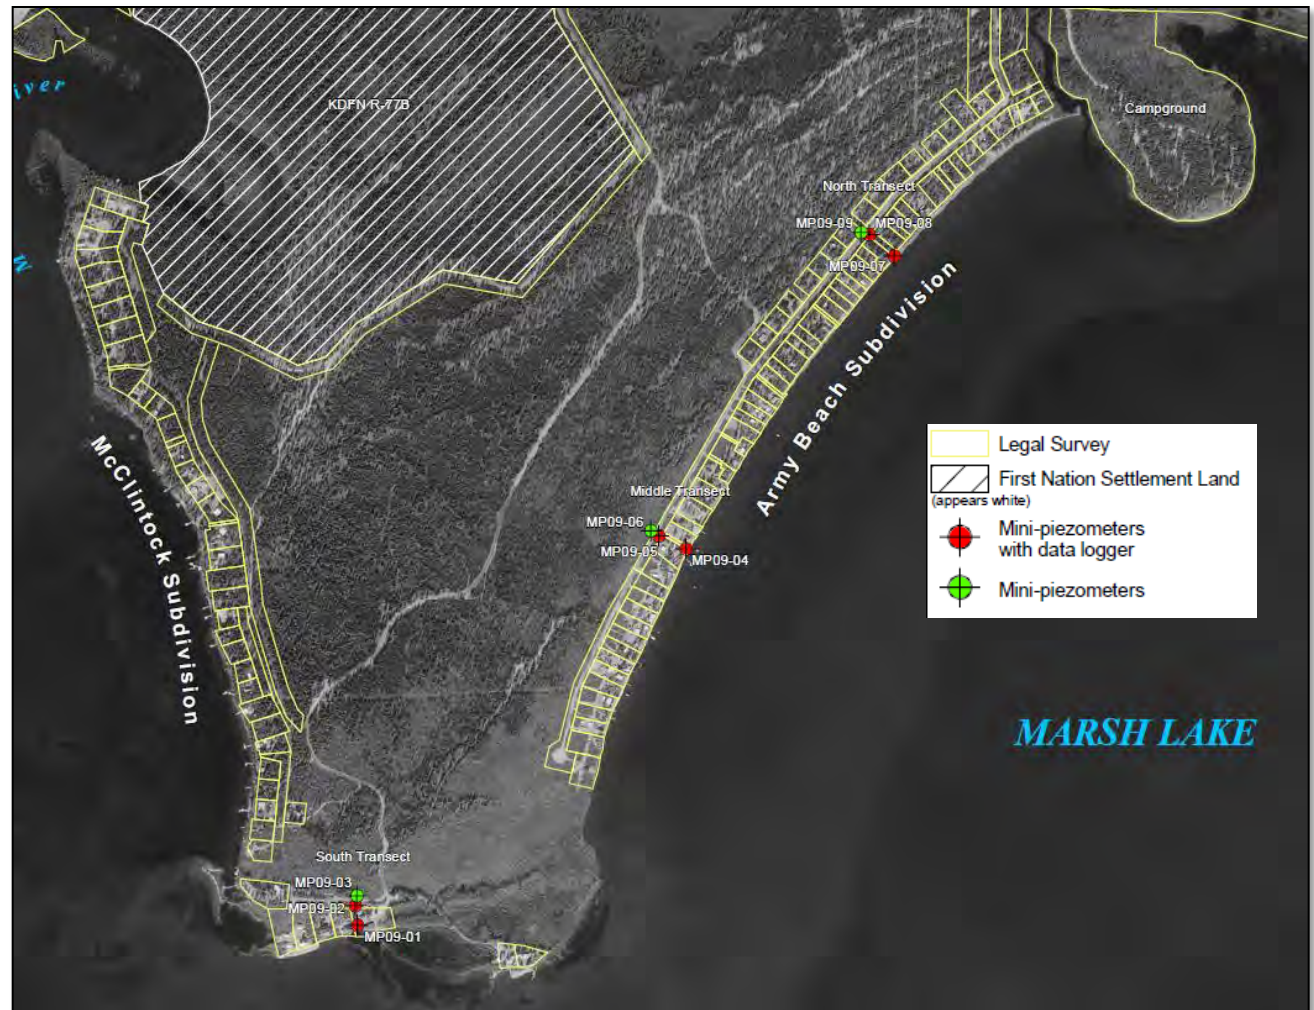 iver
M
KDFN R-77B
Campground
North Transect
MP09-09
MP09-08
MP09-07
Army Beach Subdivision
McClintock Subdivision
Middle Transect
MP09-06
MP09-05
MP09-04
Legal Survey
First Nation Settlement Land
(appears white)
Mini-piezometers
with data logger
Mini-piezometers
MARSH LAKE
South Transect
MP09-03
MP09-02
MP09-01